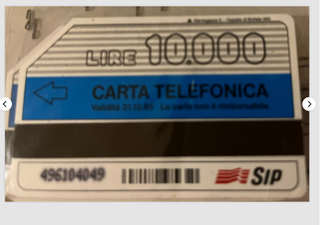 LIRE 10.000
CARTA TELEFONICA
Validità 31.12.93 La carta non è rimborsabile.
496104049
SIP